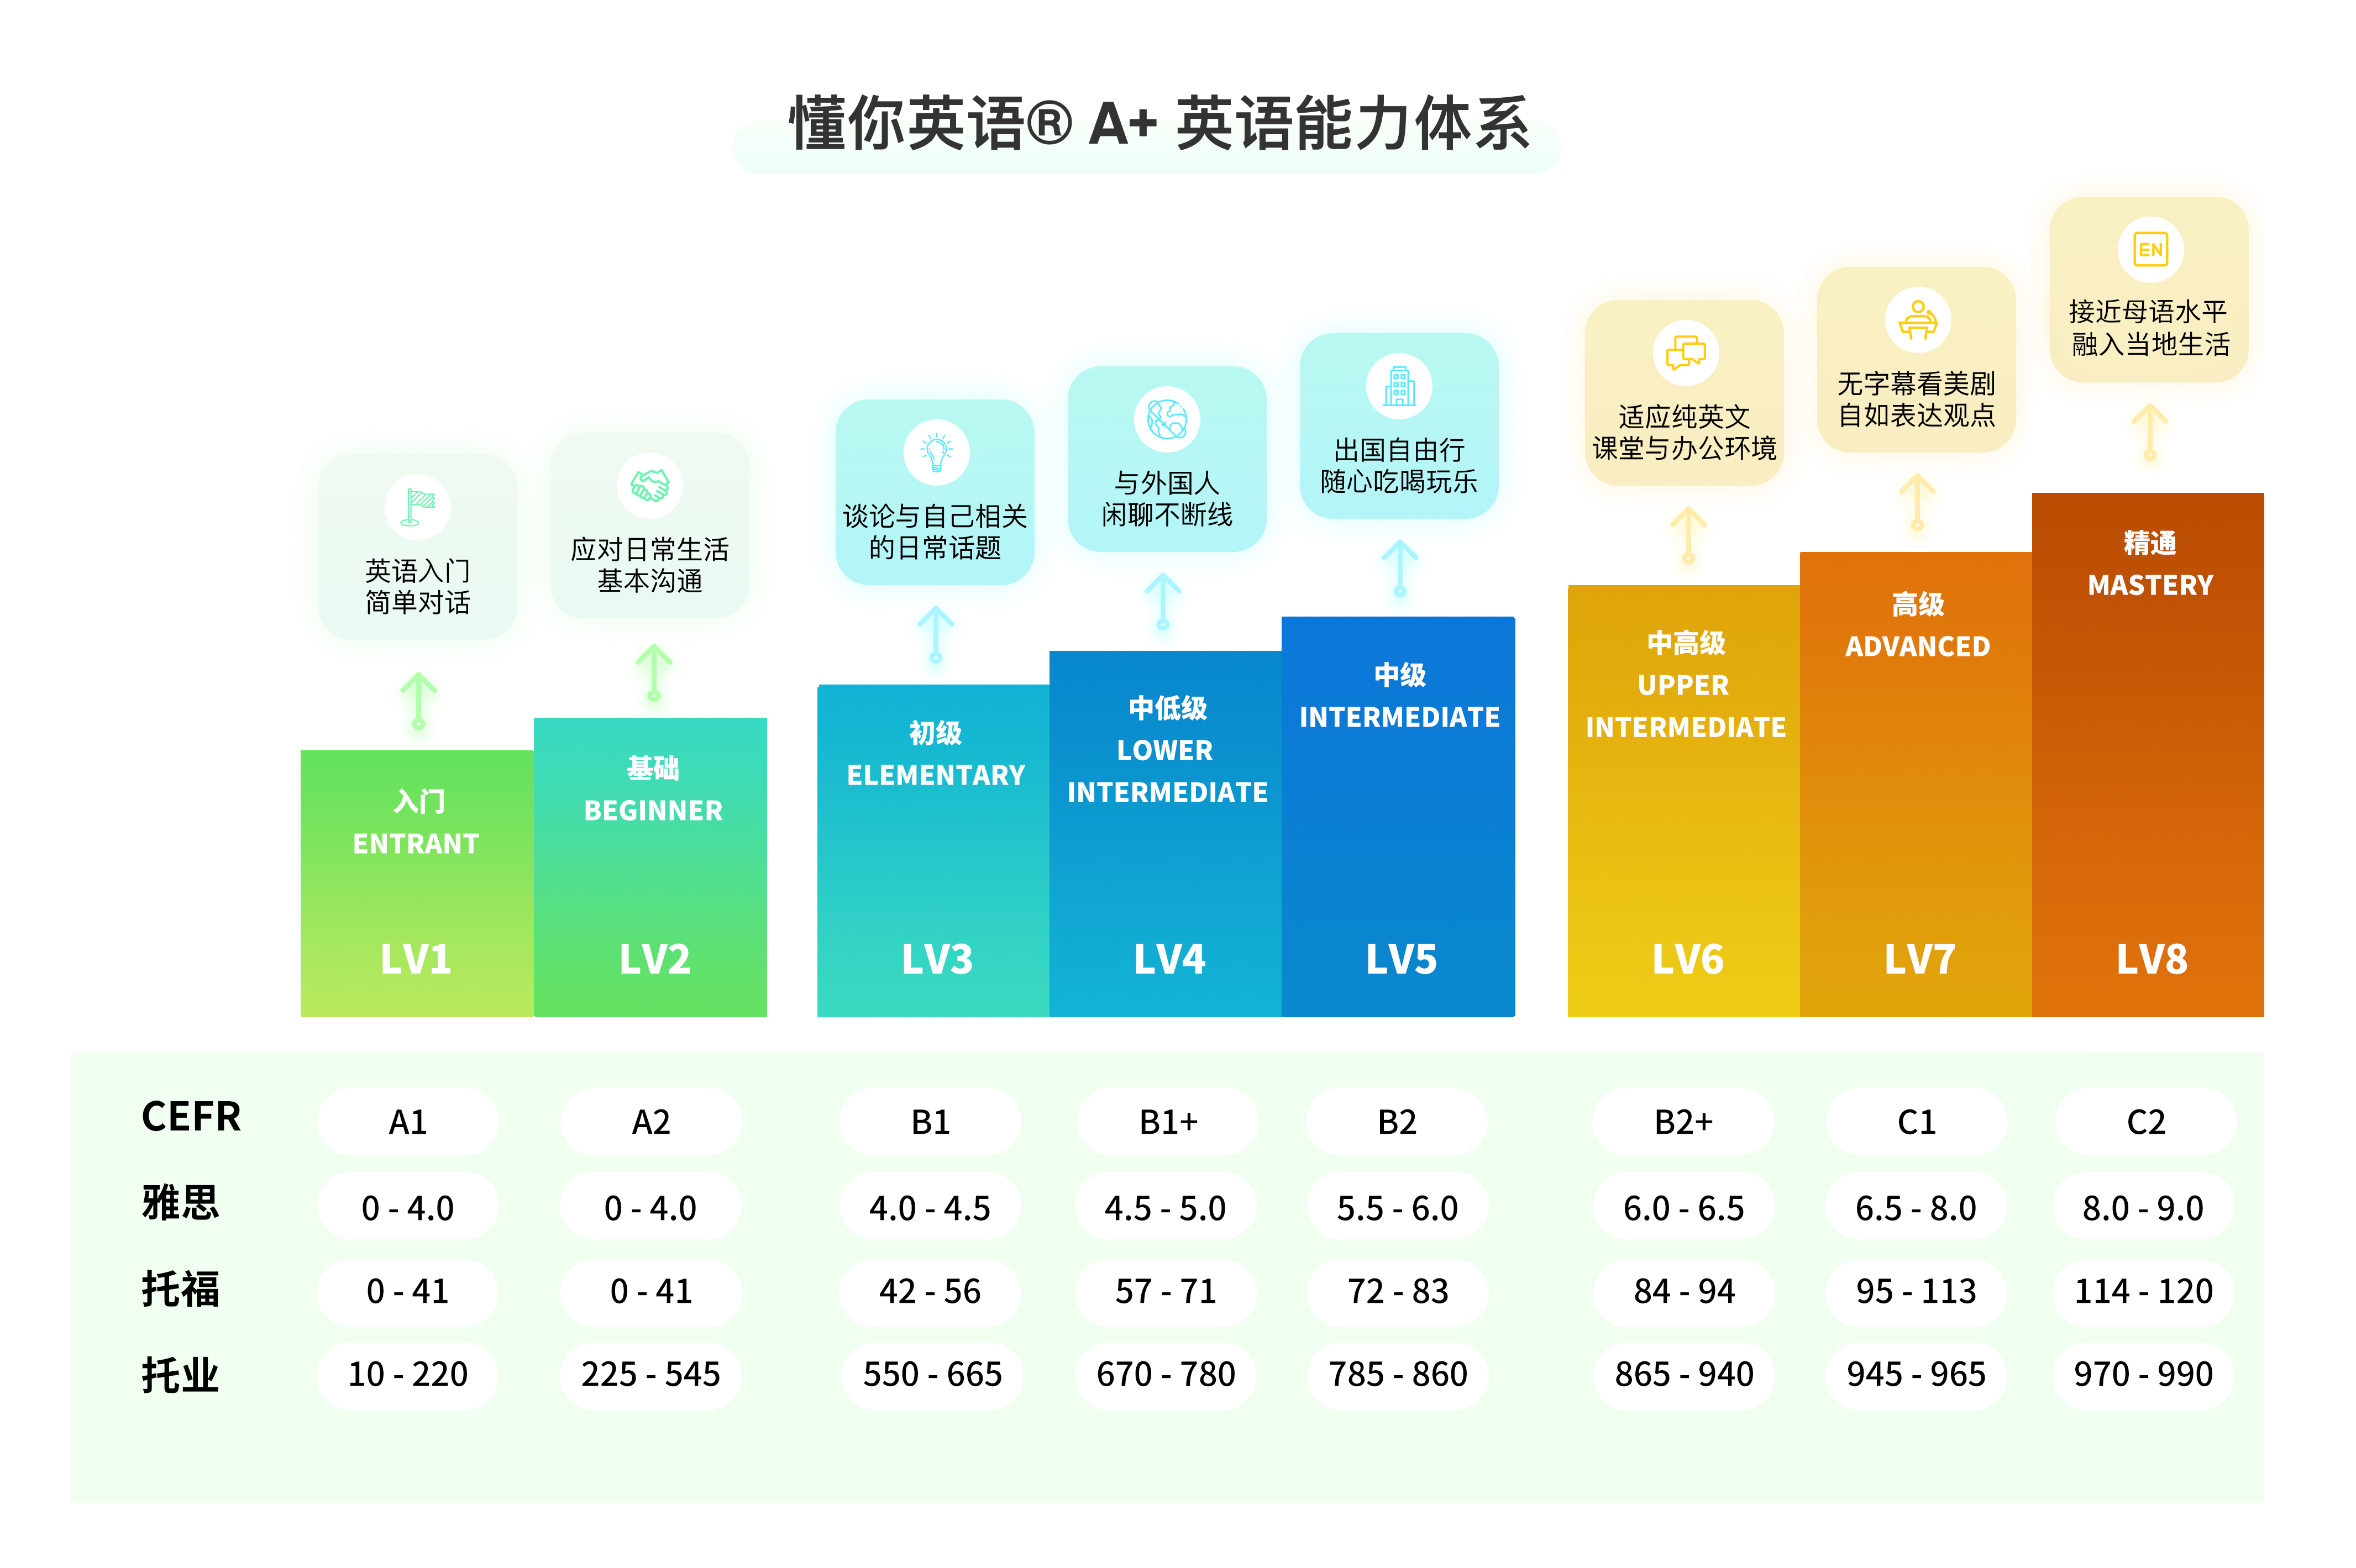 懂你英语® A+ 英语能力体系
英语入门
简单对话
应对日常生活
基本沟通
谈论与自己相关
的日常话题
与外国人
闲聊不断线
出国自由行
随心吃喝玩乐
适应纯英文
课堂与办公环境
无字幕看美剧
自如表达观点
EN
接近母语水平
融入当地生活
入门
ENTRANT
LV1
基础
BEGINNER
LV2
初级
ELEMENTARY
LV3
中低级
LOWER
INTERMEDIATE
LV4
中级
INTERMEDIATE
LV5
中高级
UPPER
INTERMEDIATE
LV6
高级
ADVANCED
LV7
精通
MASTERY
LV8
CEFR A1 A2 B1 B1+ B2 B2+ C1 C2
雅思 0 - 4.0 0 - 4.0 4.0 - 4.5 4.5 - 5.0 5.5 - 6.0 6.0 - 6.5 6.5 - 8.0 8.0 - 9.0
托福 0 - 41 0 - 41 42 - 56 57 - 71 72 - 83 84 - 94 95 - 113 114 - 120
托业 10 - 220 225 - 545 550 - 665 670 - 780 785 - 860 865 - 940 945 - 965 970 - 990